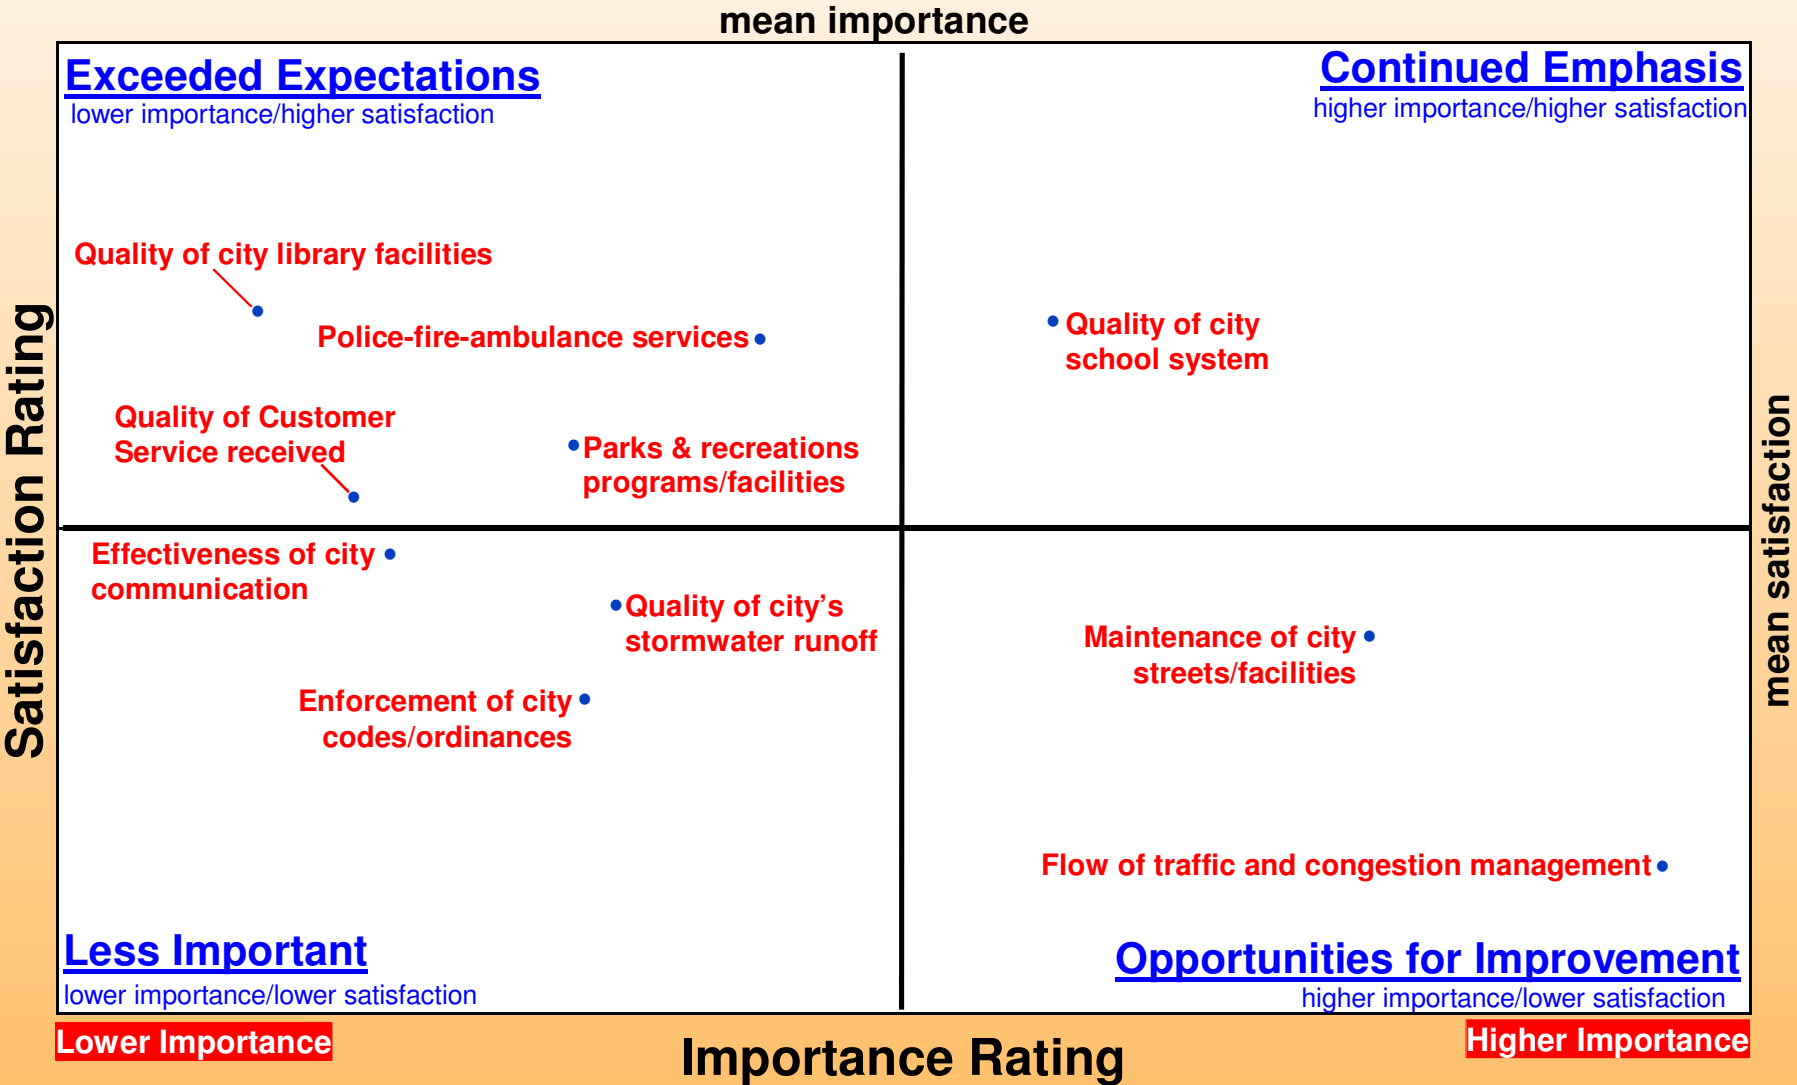 mean importance
Exceeded Expectations
lower importance/higher satisfaction
Continued Emphasis
higher importance/higher satisfaction
Quality of city library facilities
Police-fire-ambulance services
Quality of city
school system
Quality of Customer
Service received
Parks & recreations
programs/facilities
Satisfaction Rating
mean satisfaction
Effectiveness of city
communication
Quality of city’s
stormwater runoff
Maintenance of city
streets/facilities
Enforcement of city
codes/ordinances
Flow of traffic and congestion management
Less Important
lower importance/lower satisfaction
Opportunities for Improvement
higher importance/lower satisfaction
Lower Importance
Importance Rating
Higher Importance